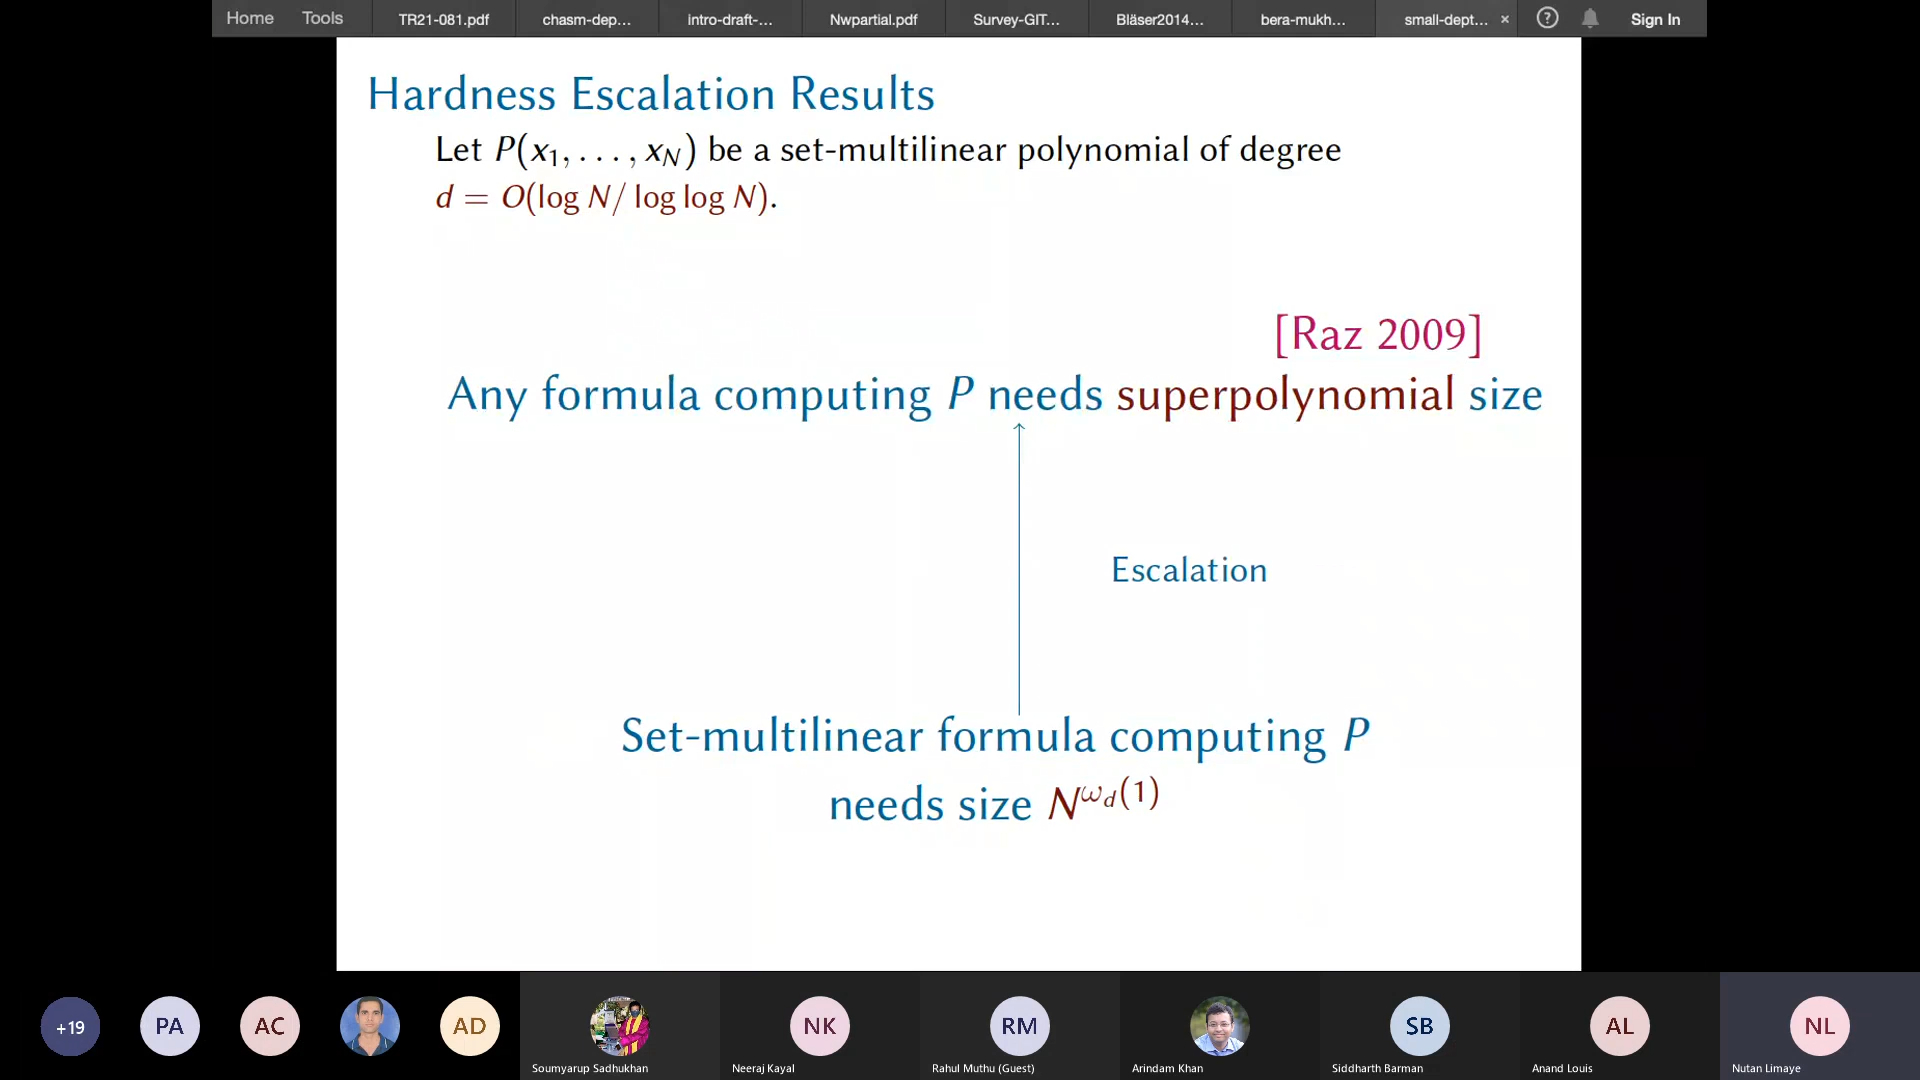 Home Tools TR21-081.pdf chasm-dep... intro-draft-... Nwpartial.pdf Survey-GIT... Bläser2014... bera-mukh... small-dept... × ? Sign In
Hardness Escalation Results
Let P(x₁, . . . , x_N) be a set-multilinear polynomial of degree
d = O(log N/ log log N).
[Raz 2009]
Any formula computing P needs superpolynomial size
Escalation
Set-multilinear formula computing P
needs size N^{ω_d(1)}
+19 PA AC AD NK RM SB AL NL
Soumyarup Sadhukhan Neeraj Kayal Rahul Muthu (Guest) Arindam Khan Siddharth Barman Anand Louis Nutan Limaye